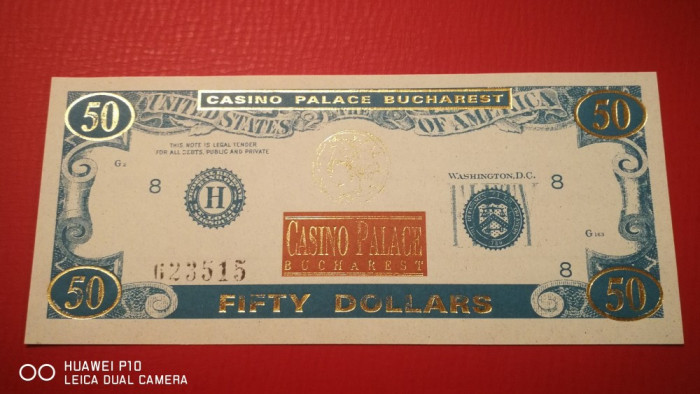 CASINO PALACE BUCHAREST
50
UNITED STATES
OF AMERICA
50
THIS NOTE IS LEGAL TENDER
FOR ALL DEBTS, PUBLIC AND PRIVATE
8
H
WASHINGTON, D.C.
8
CASINO PALACE
BUCHAREST
623515
8
50
FIFTY DOLLARS
50
HUAWEI P10
LEICA DUAL CAMERA